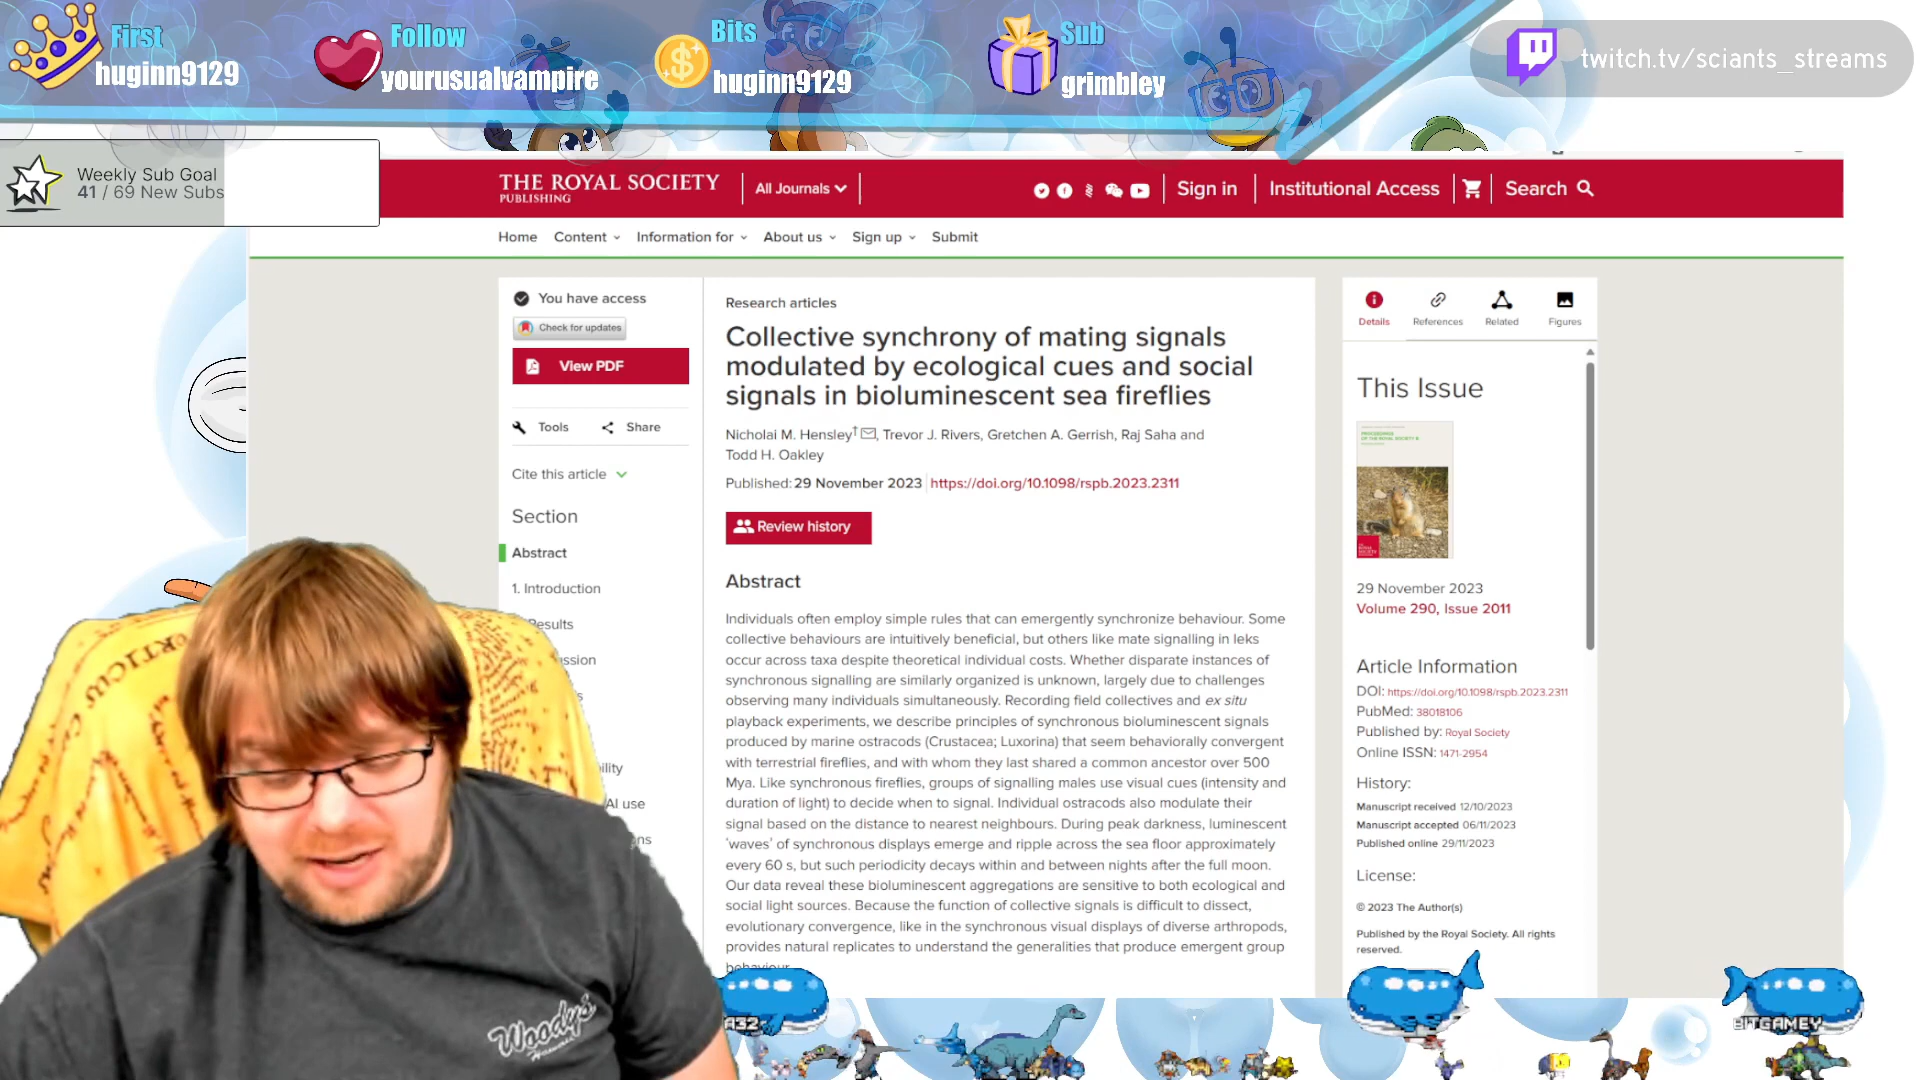 First
huginn9129
Follow
yourusualvampire
Bits
huginn9129
Sub
grimbley
twitch.tv/sciants_streams
Weekly Sub Goal
41 / 69 New Subs
THE ROYAL SOCIETY
PUBLISHING
All Journals
Sign in
Institutional Access
Search
Home
Content
Information for
About us
Sign up
Submit
You have access
Check for updates
View PDF
Tools
Share
Cite this article
Section
Abstract
1. Introduction
Results
ssion
s
ility
AI use
ns
Research articles
Collective synchrony of mating signals
modulated by ecological cues and social
signals in bioluminescent sea fireflies
Nicholai M. Hensley†, Trevor J. Rivers, Gretchen A. Gerrish, Raj Saha and
Todd H. Oakley
Published: 29 November 2023 https://doi.org/10.1098/rspb.2023.2311
Review history
Abstract
Individuals often employ simple rules that can emergently synchronize behaviour. Some
collective behaviours are intuitively beneficial, but others like mate signalling in leks
occur across taxa despite theoretical individual costs. Whether disparate instances of
synchronous signalling are similarly organized is unknown, largely due to challenges
observing many individuals simultaneously. Recording field collectives and ex situ
playback experiments, we describe principles of synchronous bioluminescent signals
produced by marine ostracods (Crustacea; Luxorina) that seem behaviorally convergent
with terrestrial fireflies, and with whom they last shared a common ancestor over 500
Mya. Like synchronous fireflies, groups of signalling males use visual cues (intensity and
duration of light) to decide when to signal. Individual ostracods also modulate their
signal based on the distance to nearest neighbours. During peak darkness, luminescent
'waves' of synchronous displays emerge and ripple across the sea floor approximately
every 60 s, but such periodicity decays within and between nights after the full moon.
Our data reveal these bioluminescent aggregations are sensitive to both ecological and
social light sources. Because the function of collective signals is difficult to dissect,
evolutionary convergence, like in the synchronous visual displays of diverse arthropods,
provides natural replicates to understand the generalities that produce emergent group
behaviour
Details
References
Related
Figures
This Issue
29 November 2023
Volume 290, Issue 2011
Article Information
DOI: https://doi.org/10.1098/rspb.2023.2311
PubMed: 38018106
Published by: Royal Society
Online ISSN: 1471-2954
History:
Manuscript received 12/10/2023
Manuscript accepted 06/11/2023
Published online 29/11/2023
License:
© 2023 The Author(s)
Published by the Royal Society. All rights
reserved.
Woody's
A32
BITGAMEY